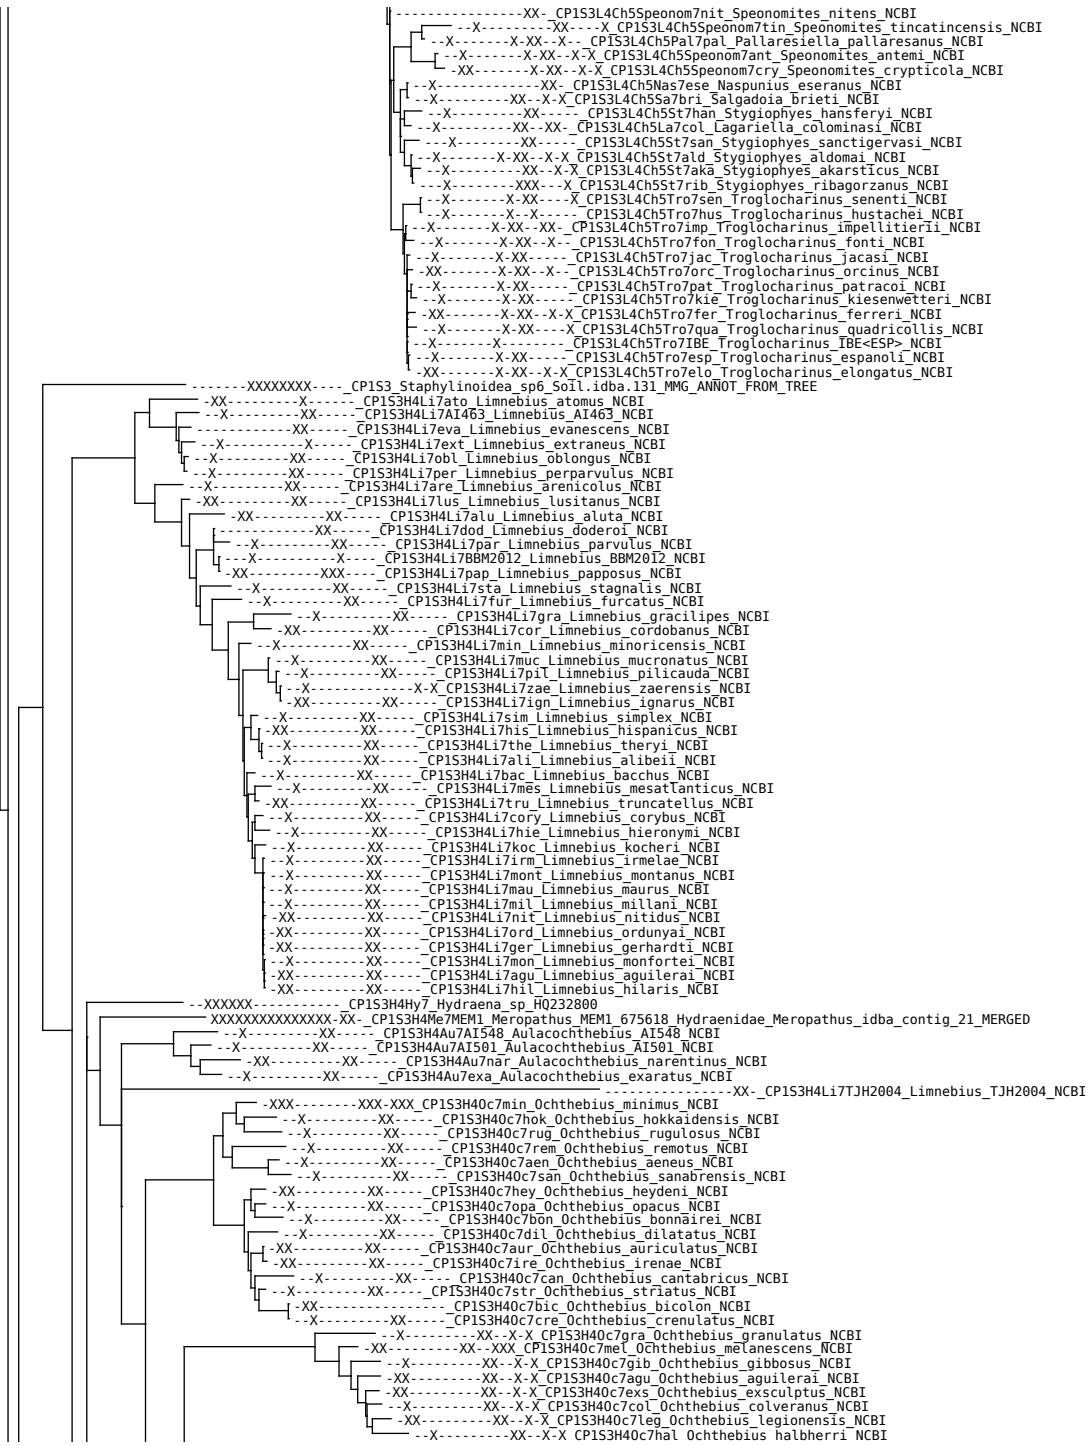 ----------------XX-_CP1S3L4Ch5Speonom7nit_Speonomites_nitens_NCBI
--X---------XX----X_CP1S3L4Ch5Speonom7tin_Speonomites_tincatincensis_NCBI
--X-------X-XX--X--_CP1S3L4Ch5Pal7pal_Pallaresiella_pallaresanus_NCBI
--X-------X-XX--X-X_CP1S3L4Ch5Speonom7ant_Speonomites_antemi_NCBI
-XX-------X-XX--X-X_CP1S3L4Ch5Speonom7cry_Speonomites_crypticola_NCBI
--X-------------XX-_CP1S3L4Ch5Nas7ese_Naspunius_eseranus_NCBI
--X---------XX--X-X_CP1S3L4Ch5Sa7bri_Salgadoia_brieti_NCBI
--X---------XX-----_CP1S3L4Ch5St7han_Stygiophyes_hansferyi_NCBI
--X---------XX--XX-_CP1S3L4Ch5La7col_Lagariella_colominasi_NCBI
--X---------XX-----_CP1S3L4Ch5St7san_Stygiophyes_sanctigervasi_NCBI
--X-------X-XX--X-X_CP1S3L4Ch5St7ald_Stygiophyes_aldomai_NCBI
--X---------XX--X-X_CP1S3L4Ch5St7aka_Stygiophyes_akarsticus_NCBI
---X--------XXX---X_CP1S3L4Ch5St7rib_Stygiophyes_ribagorzanus_NCBI
--X-------X-XX----X_CP1S3L4Ch5Tro7sen_Troglocharinus_senenti_NCBI
--X-------X--X-----_CP1S3L4Ch5Tro7hus_Troglocharinus_hustachei_NCBI
--X-------X-XX--XX-_CP1S3L4Ch5Tro7imp_Troglocharinus_impellitierii_NCBI
--X-------X-XX--X--_CP1S3L4Ch5Tro7fon_Troglocharinus_fonti_NCBI
--X-------X-XX-----_CP1S3L4Ch5Tro7jac_Troglocharinus_jacasi_NCBI
-XX-------X-XX--X--_CP1S3L4Ch5Tro7orc_Troglocharinus_orcinus_NCBI
--X-------X-XX-----_CP1S3L4Ch5Tro7pat_Troglocharinus_patracoi_NCBI
--X-------X-XX-----_CP1S3L4Ch5Tro7kie_Troglocharinus_kiesenwetteri_NCBI
-XX-------X-XX--X-X_CP1S3L4Ch5Tro7fer_Troglocharinus_ferreri_NCBI
--X-------X-XX----X_CP1S3L4Ch5Tro7qua_Troglocharinus_quadricollis_NCBI
--X-------X--------_CP1S3L4Ch5Tro7IBE_Troglocharinus_IBE<ESP>_NCBI
--X-------X-XX-----_CP1S3L4Ch5Tro7esp_Troglocharinus_espanoli_NCBI
-XX-------X-XX-----_CP1S3L4Ch5Tro7elo_Troglocharinus_elongatus_NCBI
-------XXXXXXXX----_CP1S3_Staphylinoidea_sp6_Soil.idba.131_MMG_ANNOT_FROM_TREE
-XX---------X------_CP1S3H4Li7ato_Limnebius_atomus_NCBI
--X---------XX-----_CP1S3H4Li7AI463_Limnebius_AI463_NCBI
------------XX-----_CP1S3H4Li7eva_Limnebius_evanescens_NCBI
--X----------X-----_CP1S3H4Li7ext_Limnebius_extraneus_NCBI
--X---------XX-----_CP1S3H4Li7obl_Limnebius_oblongus_NCBI
--X---------XX-----_CP1S3H4Li7per_Limnebius_perparvulus_NCBI
--X---------XX-----_CP1S3H4Li7are_Limnebius_arenicolus_NCBI
-XX---------XX-----_CP1S3H4Li7lus_Limnebius_lusitanus_NCBI
-XX---------XX-----_CP1S3H4Li7alu_Limnebius_aluta_NCBI
------------XX-----_CP1S3H4Li7dod_Limnebius_doderoi_NCBI
--X---------XX-----_CP1S3H4Li7par_Limnebius_parvulus_NCBI
--X----------X-----_CP1S3H4Li7BBM2012_Limnebius_BBM2012_NCBI
-XX---------XXX----_CP1S3H4Li7pap_Limnebius_papposus_NCBI
--X---------XX-----_CP1S3H4Li7sta_Limnebius_stagnalis_NCBI
--X---------XX-----_CP1S3H4Li7fur_Limnebius_furcatus_NCBI
--X---------XX-----_CP1S3H4Li7gra_Limnebius_gracilipes_NCBI
-XX---------XX-----_CP1S3H4Li7cor_Limnebius_cordobanus_NCBI
--X---------XX-----_CP1S3H4Li7min_Limnebius_minoricensis_NCBI
--X---------XX-----_CP1S3H4Li7muc_Limnebius_mucronatus_NCBI
--X---------XX-----_CP1S3H4Li7pil_Limnebius_pilicauda_NCBI
--X-------------X-X_CP1S3H4Li7zae_Limnebius_zaerensis_NCBI
-XX---------XX-----_CP1S3H4Li7ign_Limnebius_ignarus_NCBI
--X---------XX-----_CP1S3H4Li7sim_Limnebius_simplex_NCBI
-XX---------XX-----_CP1S3H4Li7his_Limnebius_hispanicus_NCBI
--X---------XX-----_CP1S3H4Li7the_Limnebius_theryi_NCBI
--X---------XX-----_CP1S3H4Li7ali_Limnebius_alibeii_NCBI
--X---------XX-----_CP1S3H4Li7bac_Limnebius_bacchus_NCBI
--X---------XX-----_CP1S3H4Li7mes_Limnebius_mesatlanticus_NCBI
-XX---------XX-----_CP1S3H4Li7tru_Limnebius_truncatellus_NCBI
--X---------XX-----_CP1S3H4Li7cory_Limnebius_corybus_NCBI
--X---------XX-----_CP1S3H4Li7hie_Limnebius_hieronymi_NCBI
--X---------XX-----_CP1S3H4Li7koc_Limnebius_kocheri_NCBI
--X---------XX-----_CP1S3H4Li7irm_Limnebius_irmelae_NCBI
--X---------XX-----_CP1S3H4Li7mont_Limnebius_montanus_NCBI
--X---------XX-----_CP1S3H4Li7mau_Limnebius_maurus_NCBI
--X---------XX-----_CP1S3H4Li7mil_Limnebius_millani_NCBI
-XX---------XX-----_CP1S3H4Li7nit_Limnebius_nitidus_NCBI
-XX---------XX-----_CP1S3H4Li7ord_Limnebius_ordunyai_NCBI
-XX---------XX-----_CP1S3H4Li7ger_Limnebius_gerhardti_NCBI
--X---------XX-----_CP1S3H4Li7mon_Limnebius_monfortei_NCBI
-XX---------XX-----_CP1S3H4Li7agu_Limnebius_aguilerai_NCBI
-XX---------XX-----_CP1S3H4Li7hil_Limnebius_hilaris_NCBI
--XXXXXX-----------_CP1S3H4Hy7_Hydraena_sp_HQ232800
XXXXXXXXXXXXXXX-XX-_CP1S3H4Me7MEM1_Meropathus_MEM1_675618_Hydraenidae_Meropathus_idba_contig_21_MERGED
--X---------XX-----_CP1S3H4Au7AI548_Aulacochthebius_AI548_NCBI
--X---------XX-----_CP1S3H4Au7AI501_Aulacochthebius_AI501_NCBI
-XX---------XX-----_CP1S3H4Au7nar_Aulacochthebius_narentinus_NCBI
--X---------XX-----_CP1S3H4Au7exa_Aulacochthebius_exaratus_NCBI
----------------XX-_CP1S3H4Li7TJH2004_Limnebius_TJH2004_NCBI
-XXX--------XXX-XXX_CP1S3H4Oc7min_Ochthebius_minimus_NCBI
--X---------XX-----_CP1S3H4Oc7hok_Ochthebius_hokkaidensis_NCBI
--X---------XX-----_CP1S3H4Oc7rug_Ochthebius_rugulosus_NCBI
--X---------XX-----_CP1S3H4Oc7rem_Ochthebius_remotus_NCBI
--X---------XX-----_CP1S3H4Oc7aen_Ochthebius_aeneus_NCBI
--X---------XX-----_CP1S3H4Oc7san_Ochthebius_sanabrensis_NCBI
-XX---------XX-----_CP1S3H4Oc7hey_Ochthebius_heydeni_NCBI
--X---------XX-----_CP1S3H4Oc7opa_Ochthebius_opacus_NCBI
--X---------XX-----_CP1S3H4Oc7bon_Ochthebius_bonnairei_NCBI
--X---------XX-----_CP1S3H4Oc7dil_Ochthebius_dilatatus_NCBI
-XX---------XX-----_CP1S3H4Oc7aur_Ochthebius_auriculatus_NCBI
-XX---------XX-----_CP1S3H4Oc7ire_Ochthebius_irenae_NCBI
--X---------XX-----_CP1S3H4Oc7can_Ochthebius_cantabricus_NCBI
--X---------XX-----_CP1S3H4Oc7str_Ochthebius_striatus_NCBI
-XX----------------_CP1S3H4Oc7bic_Ochthebius_bicolon_NCBI
--X---------XX-----_CP1S3H4Oc7cre_Ochthebius_crenulatus_NCBI
--X---------XX--X-X_CP1S3H4Oc7gra_Ochthebius_granulatus_NCBI
-XX---------XX--XXX_CP1S3H4Oc7mel_Ochthebius_melanescens_NCBI
--X---------XX--X-X_CP1S3H4Oc7gib_Ochthebius_gibbosus_NCBI
-XX---------XX--X-X_CP1S3H4Oc7agu_Ochthebius_aguilerai_NCBI
-XX---------XX--X-X_CP1S3H4Oc7exs_Ochthebius_exsculptus_NCBI
--X---------XX--X-X_CP1S3H4Oc7col_Ochthebius_colveranus_NCBI
-XX---------XX--X-X_CP1S3H4Oc7leg_Ochthebius_legionensis_NCBI
--X---------XX--X-X_CP1S3H4Oc7hal_Ochthebius_halbherri_NCBI